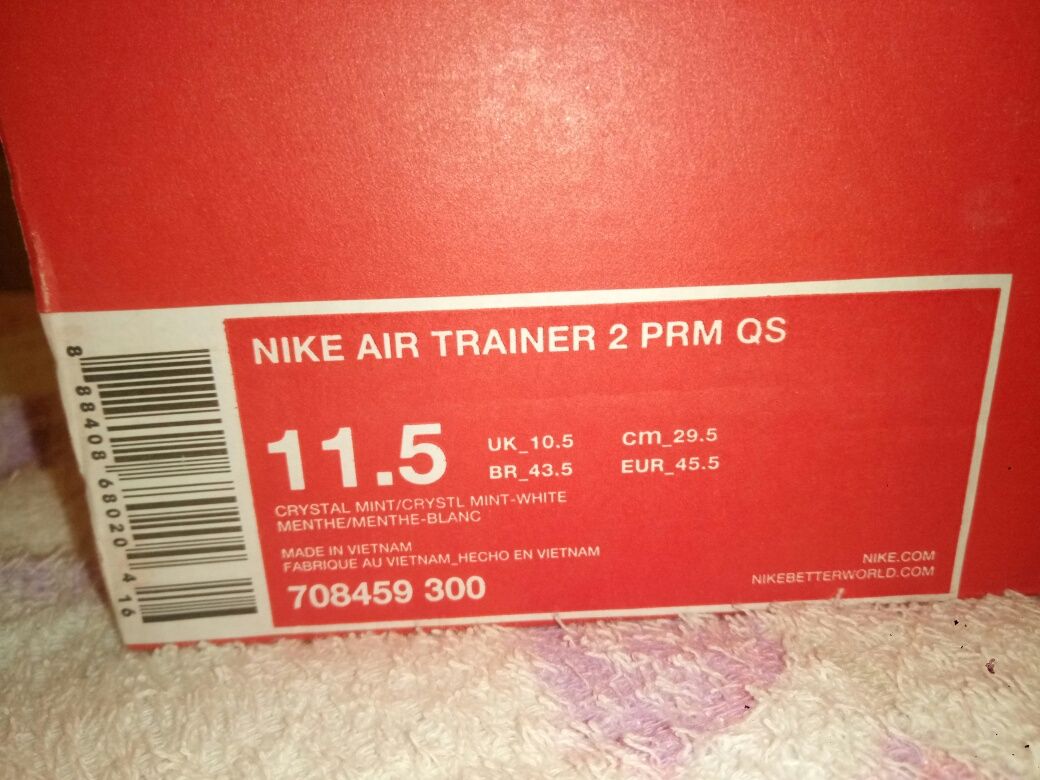 NIKE AIR TRAINER 2 PRM QS
11.5
UK_10.5 cm_29.5
BR_43.5 EUR_45.5
CRYSTAL MINT/CRYSTL MINT-WHITE
MENTHE/MENTHE-BLANC
MADE IN VIETNAM
FABRIQUE AU VIETNAM_HECHO EN VIETNAM
708459 300
NIKE.COM
NIKEBETTERWORLD.COM
8 88408 68020 4 16